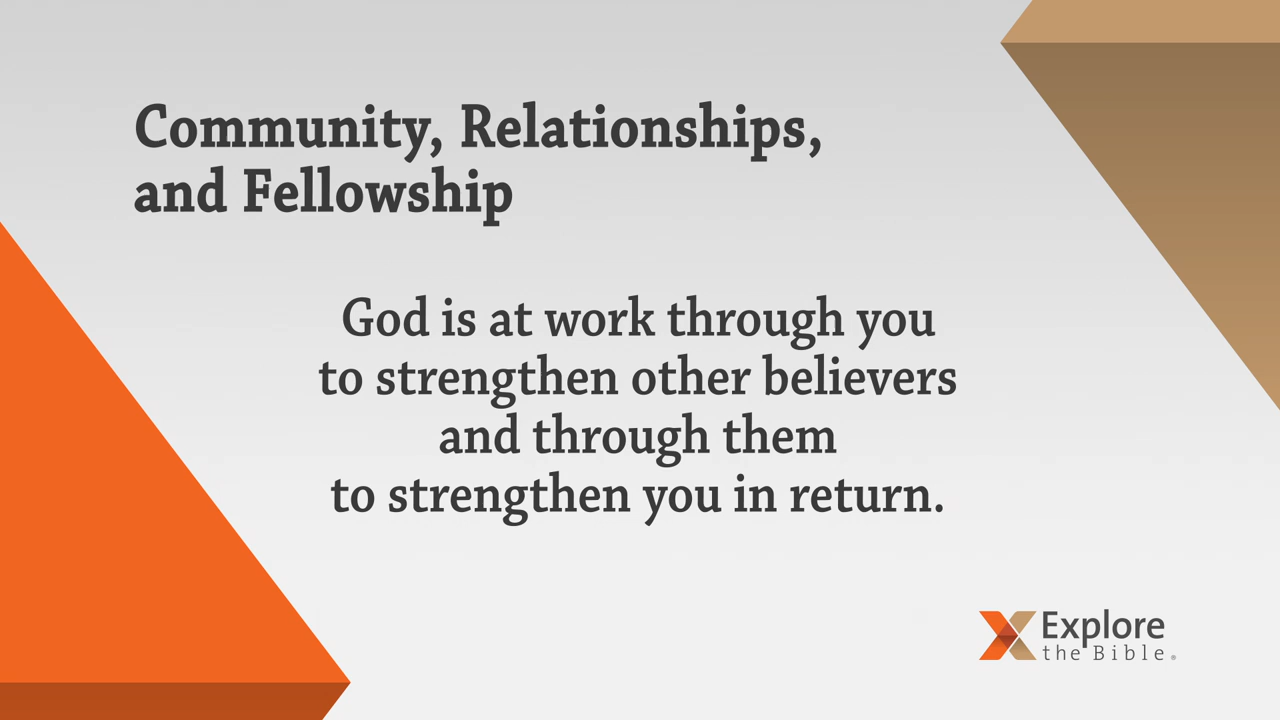 Community, Relationships,
and Fellowship
God is at work through you
to strengthen other believers
and through them
to strengthen you in return.
Explore
the Bible®